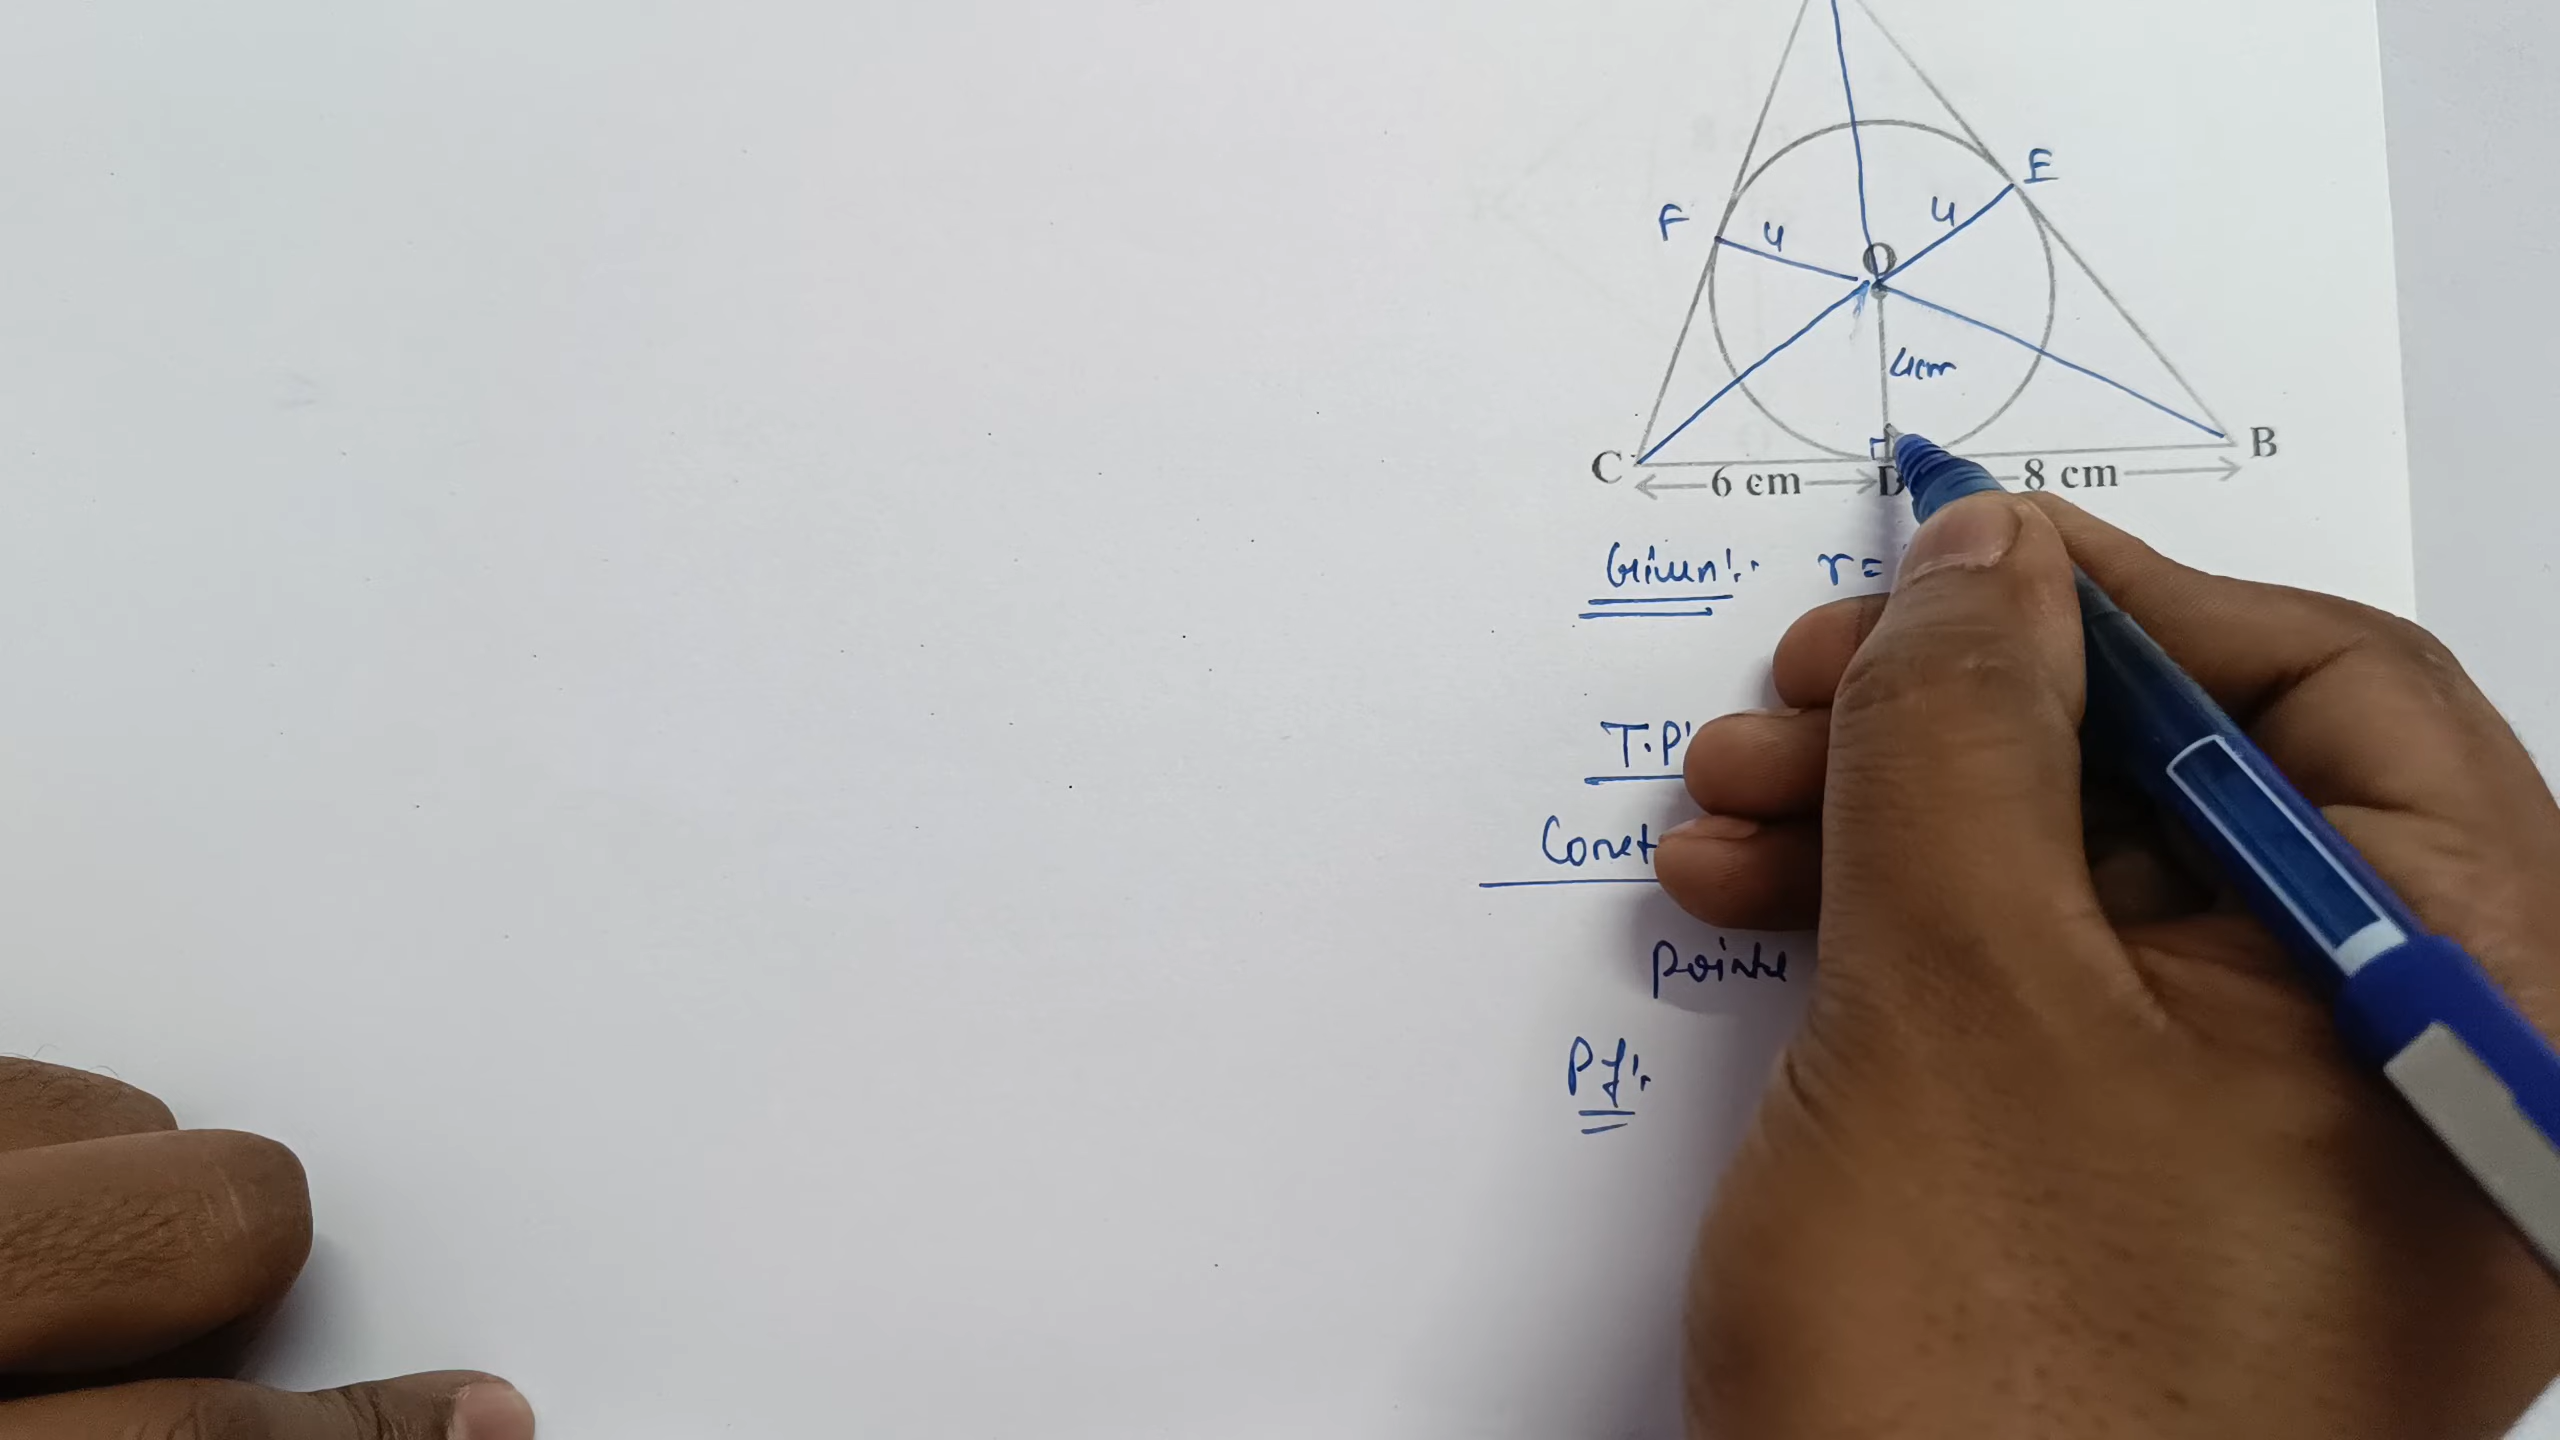 E
F
4
4
O
4cm
C
B
6 cm
D
8 cm
Given:. r=
T.P:
Const
points
Pf: